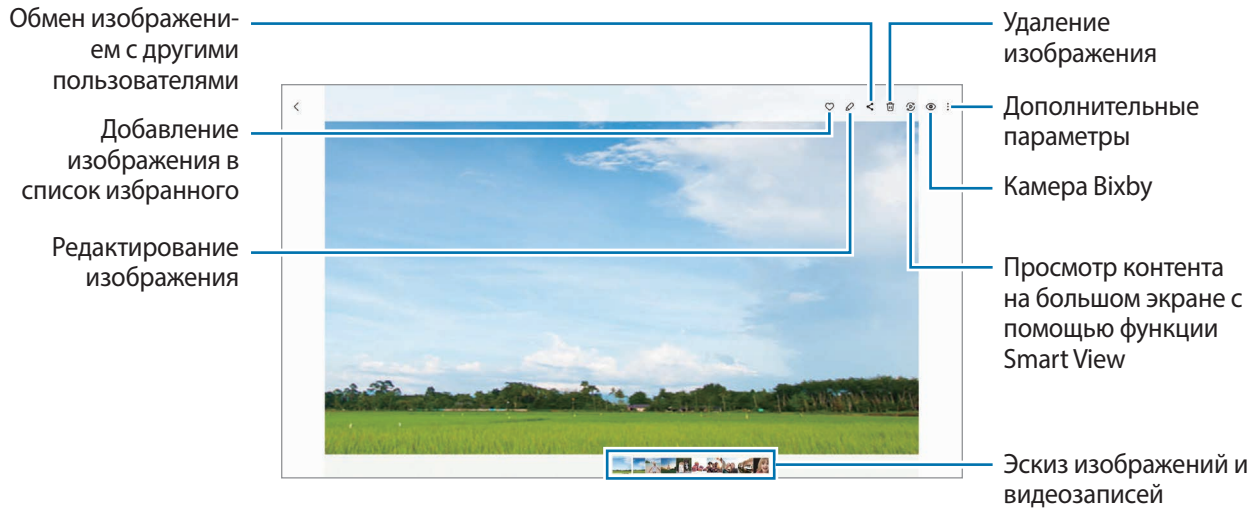 Обмен изображени-
ем с другими
пользователями
Добавление
изображения в
список избранного
Редактирование
изображения
Удаление
изображения
Дополнительные
параметры
Камера Bixby
Просмотр контента
на большом экране с
помощью функции
Smart View
Эскиз изображений и
видеозаписей